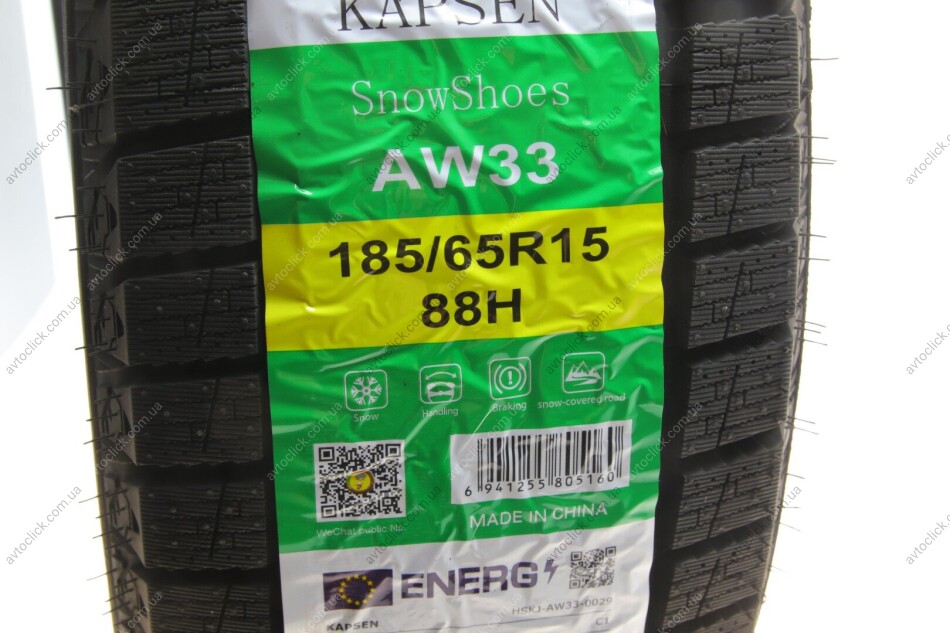 KAPSEN
SnowShoes
AW33
185/65R15
88H
Snow Handling Braking snow-covered road
6 941255 805160
WeChat public No.
MADE IN CHINA
ENERG
HSKJ-AW33-0029
KAPSEN C1
avtoclick.com.ua